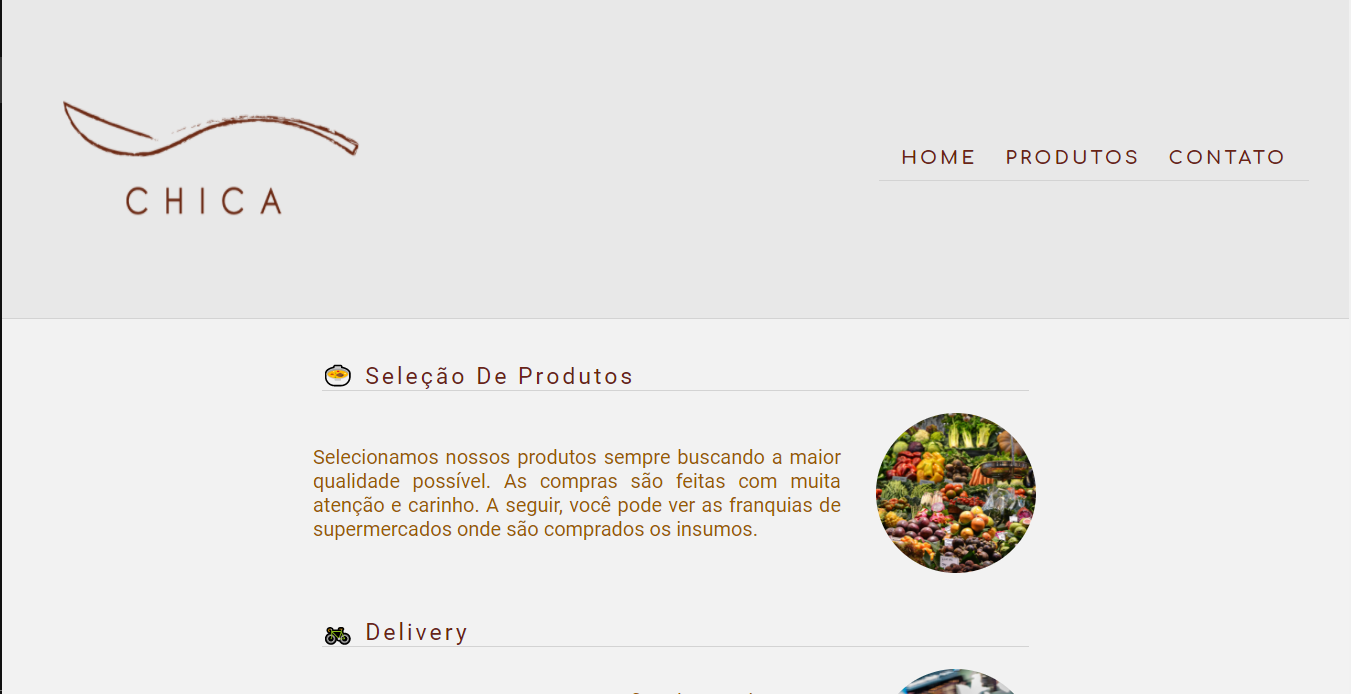 CHICA
HOME PRODUTOS CONTATO
Seleção De Produtos
Selecionamos nossos produtos sempre buscando a maior
qualidade possível. As compras são feitas com muita
atenção e carinho. A seguir, você pode ver as franquias de
supermercados onde são comprados os insumos.
Delivery